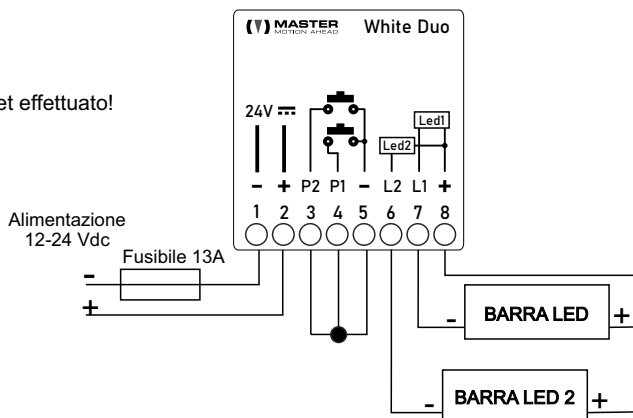 MASTER
MOTION AHEAD
White Duo
et effettuato!
24V
Led1
Led2
- + P2 P1 - L2 L1 +
1 2 3 4 5 6 7 8
Alimentazione
12-24 Vdc
Fusibile 13A
-
+
- BARRA LED +
- BARRA LED 2 +